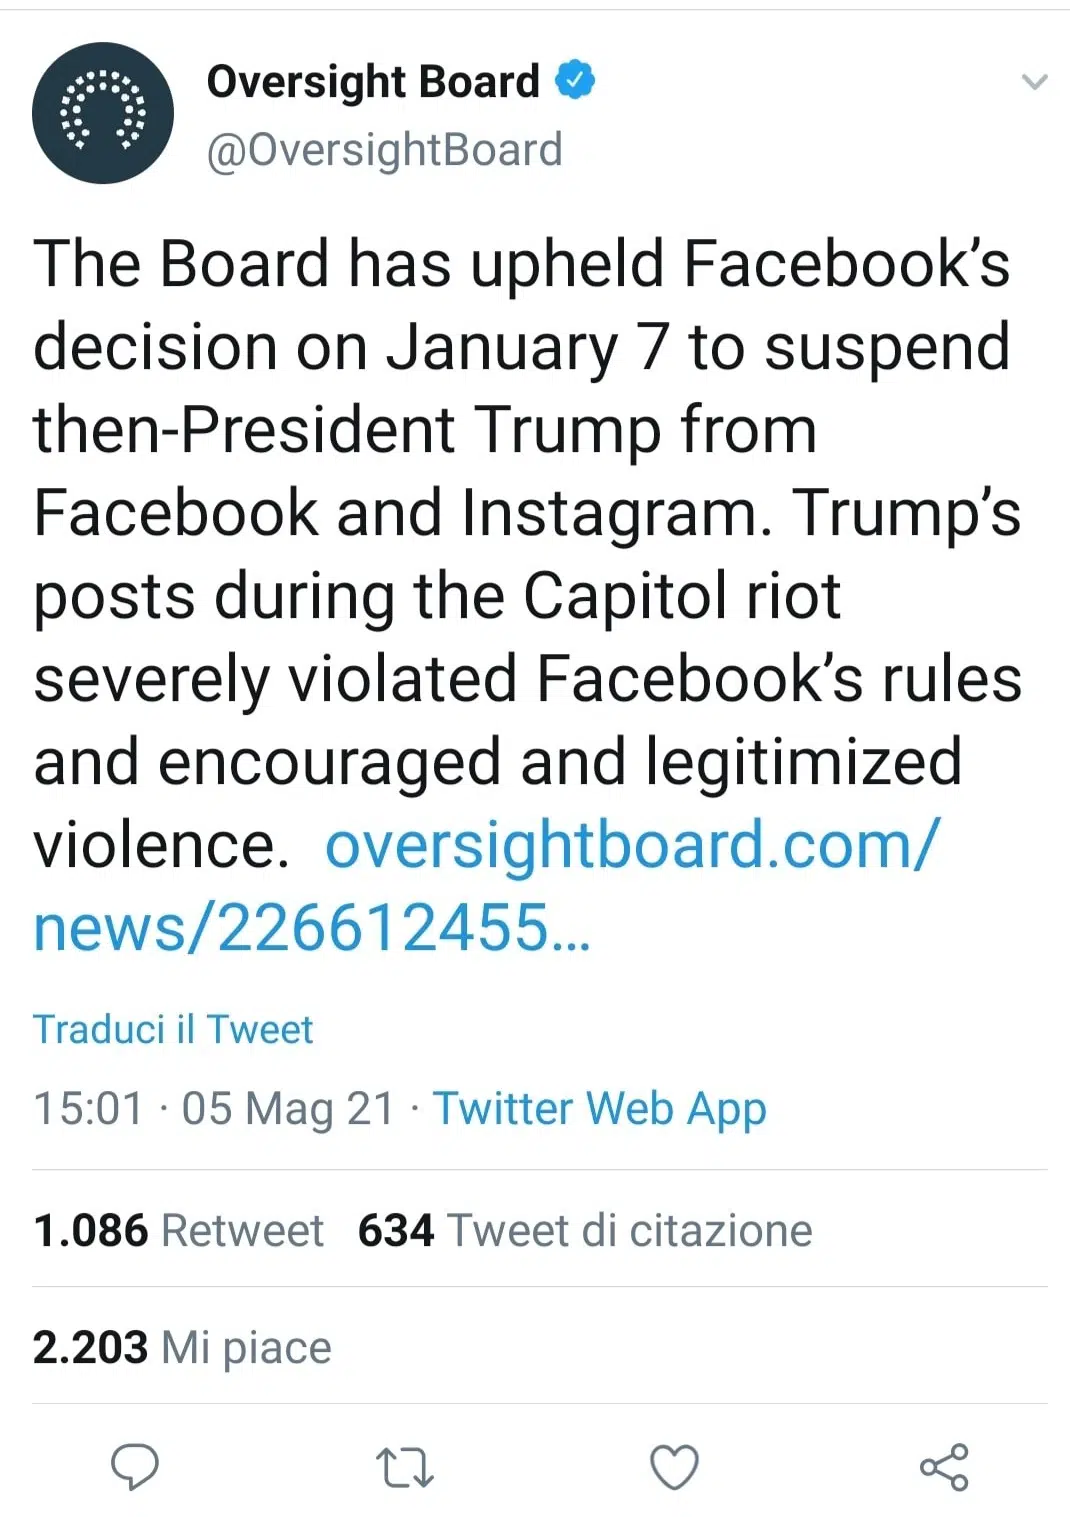 Oversight Board
@OversightBoard
The Board has upheld Facebook’s
decision on January 7 to suspend
then-President Trump from
Facebook and Instagram. Trump’s
posts during the Capitol riot
severely violated Facebook’s rules
and encouraged and legitimized
violence. oversightboard.com/
news/226612455…
Traduci il Tweet
15:01 · 05 Mag 21 · Twitter Web App
1.086 Retweet 634 Tweet di citazione
2.203 Mi piace